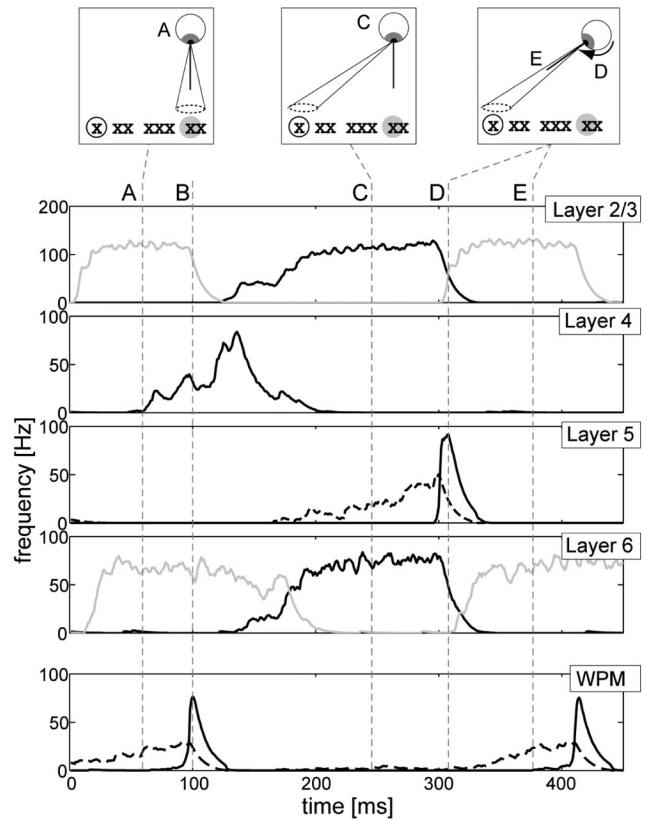 A
C
E
D
x xx xxx xx
x xx xxx xx
x xx xxx xx
A B C D E
200
100
0
Layer 2/3
100
50
0
Layer 4
100
50
0
Layer 5
100
50
0
Layer 6
100
50
0
WPM
frequency [Hz]
0 100 200 300 400
time [ms]